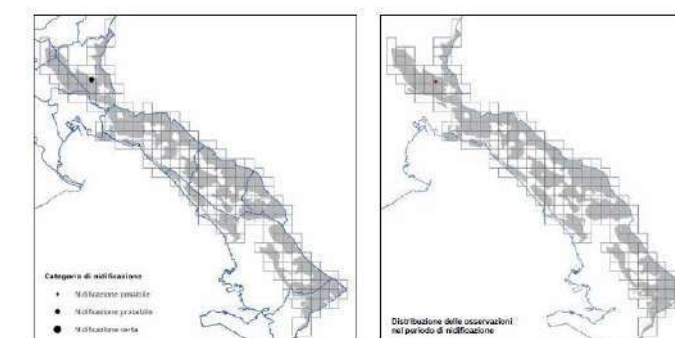 Categoria di nidificazione
Nidificazione possibile
Nidificazione probabile
Nidificazione certa
Distribuzione delle osservazioni
nel periodo di nidificazione